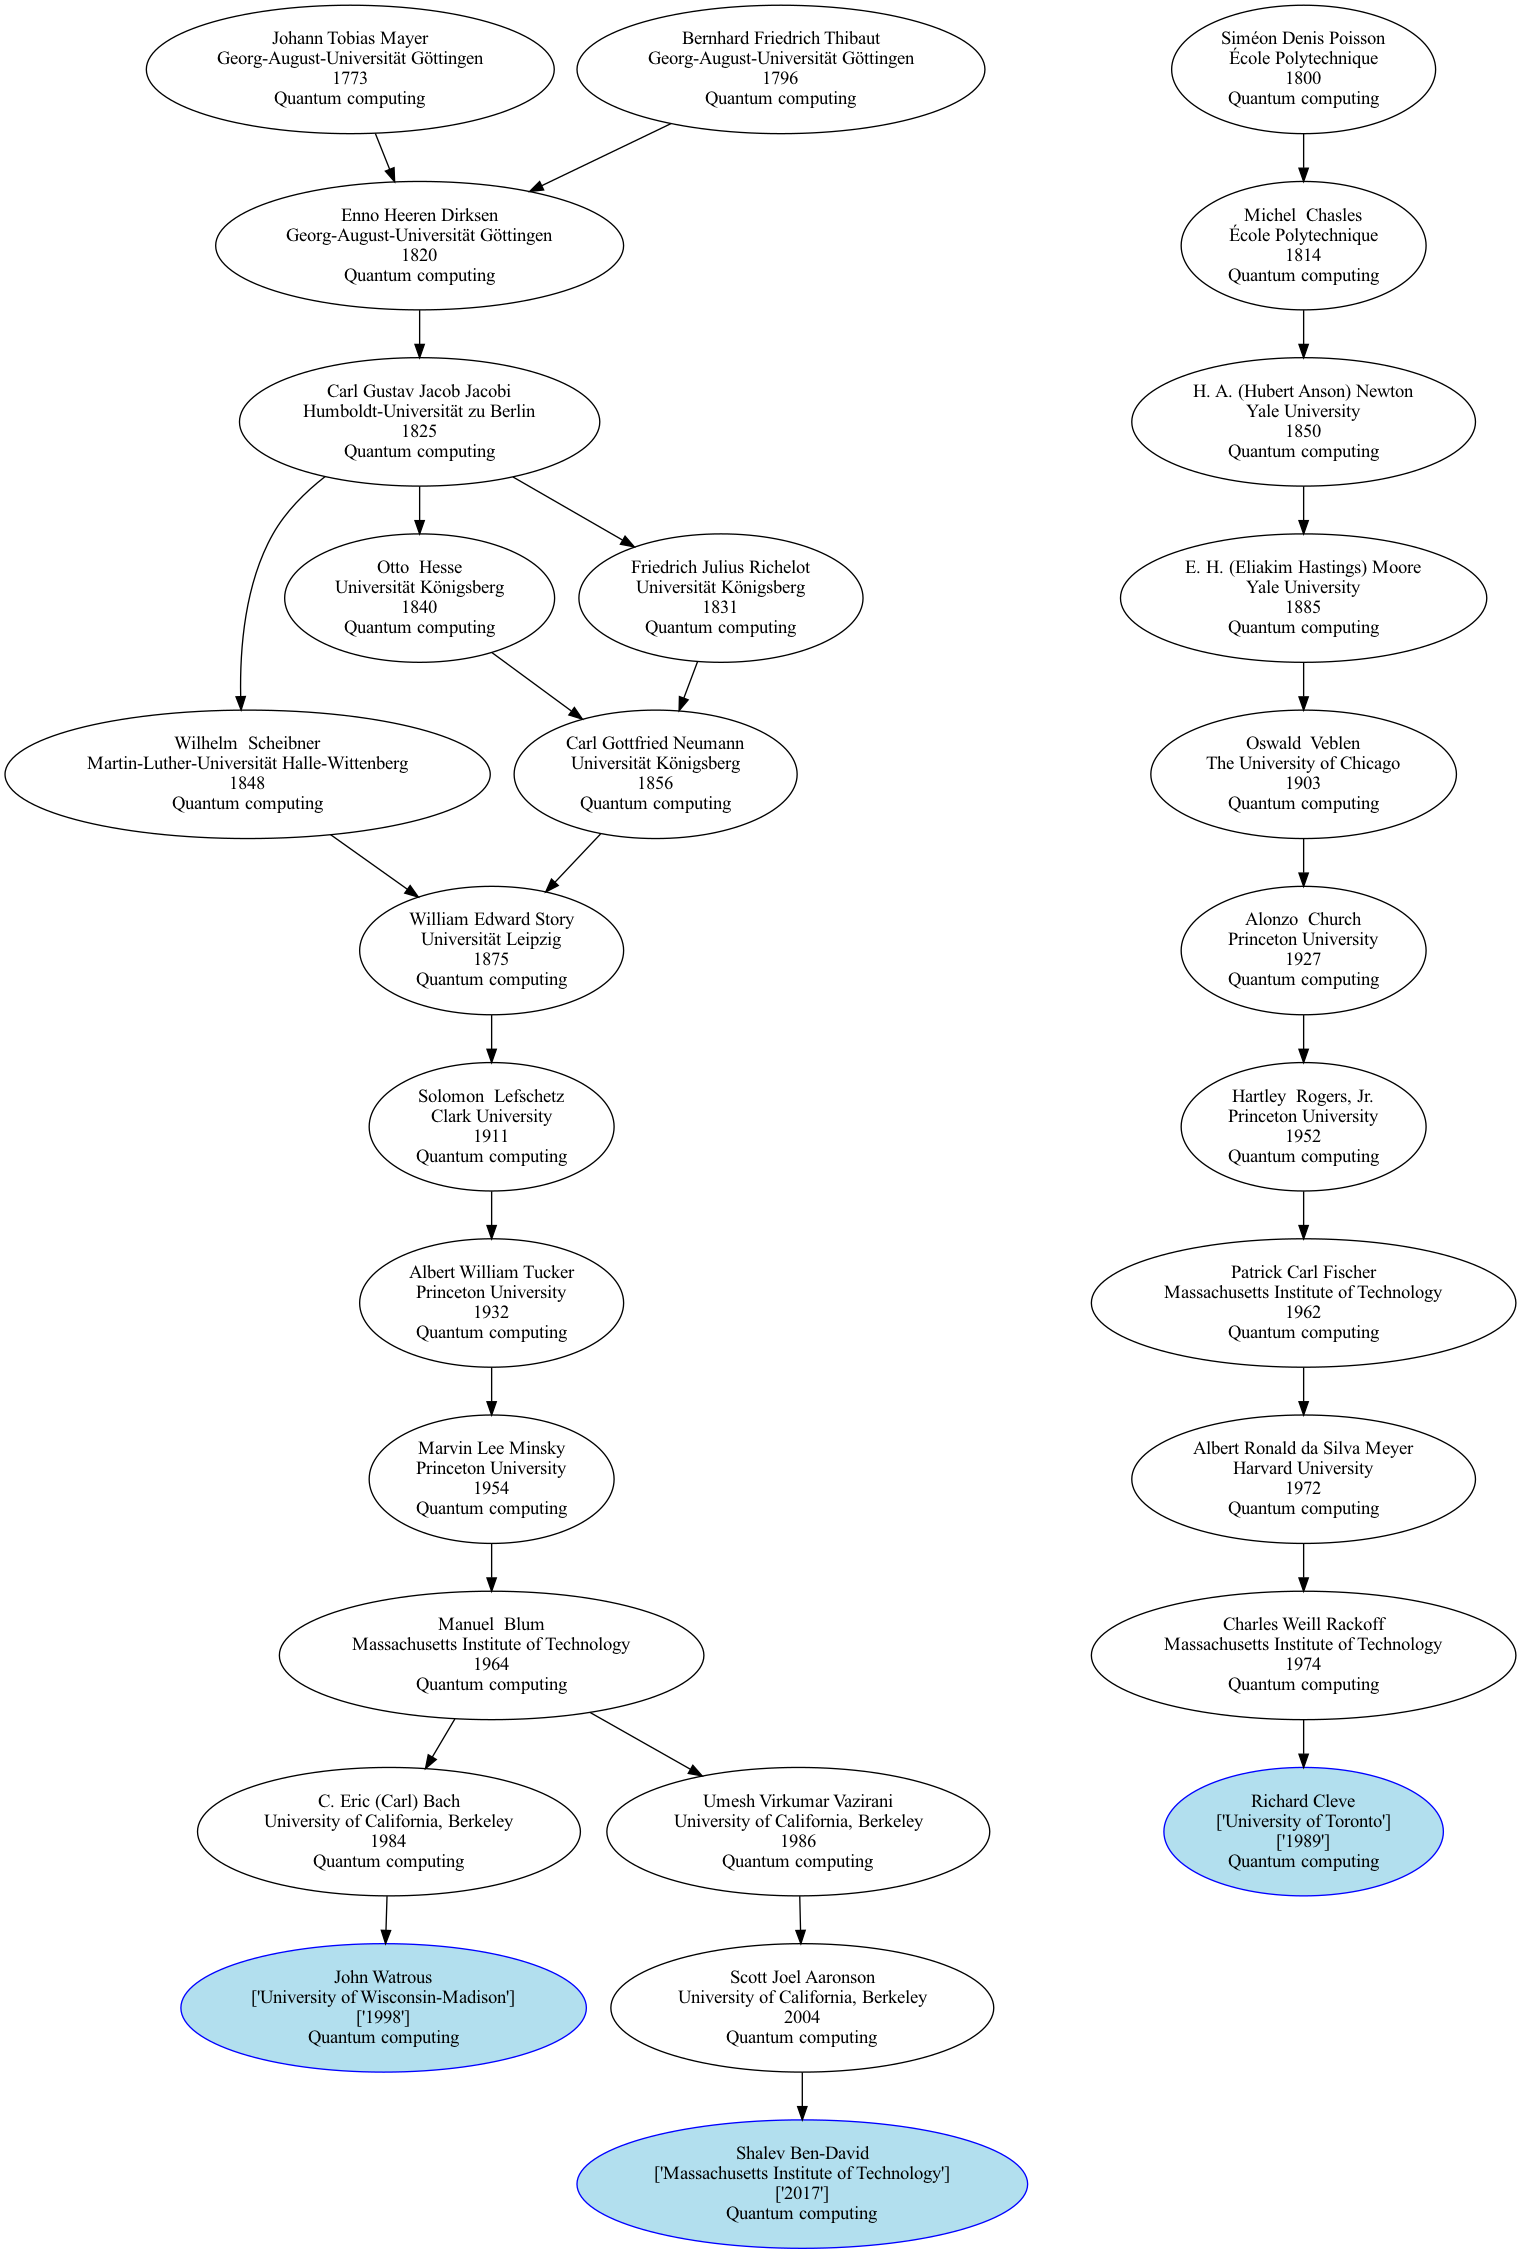 Johann Tobias Mayer
Georg-August-Universität Göttingen
1773
Quantum computing
Bernhard Friedrich Thibaut
Georg-August-Universität Göttingen
1796
Quantum computing
Siméon Denis Poisson
École Polytechnique
1800
Quantum computing
Enno Heeren Dirksen
Georg-August-Universität Göttingen
1820
Quantum computing
Michel  Chasles
École Polytechnique
1814
Quantum computing
Carl Gustav Jacob Jacobi
Humboldt-Universität zu Berlin
1825
Quantum computing
H. A. (Hubert Anson) Newton
Yale University
1850
Quantum computing
Otto  Hesse
Universität Königsberg
1840
Quantum computing
Friedrich Julius Richelot
Universität Königsberg
1831
Quantum computing
E. H. (Eliakim Hastings) Moore
Yale University
1885
Quantum computing
Wilhelm  Scheibner
Martin-Luther-Universität Halle-Wittenberg
1848
Quantum computing
Carl Gottfried Neumann
Universität Königsberg
1856
Quantum computing
Oswald  Veblen
The University of Chicago
1903
Quantum computing
William Edward Story
Universität Leipzig
1875
Quantum computing
Alonzo  Church
Princeton University
1927
Quantum computing
Solomon  Lefschetz
Clark University
1911
Quantum computing
Hartley  Rogers, Jr.
Princeton University
1952
Quantum computing
Albert William Tucker
Princeton University
1932
Quantum computing
Patrick Carl Fischer
Massachusetts Institute of Technology
1962
Quantum computing
Marvin Lee Minsky
Princeton University
1954
Quantum computing
Albert Ronald da Silva Meyer
Harvard University
1972
Quantum computing
Manuel  Blum
Massachusetts Institute of Technology
1964
Quantum computing
Charles Weill Rackoff
Massachusetts Institute of Technology
1974
Quantum computing
C. Eric (Carl) Bach
University of California, Berkeley
1984
Quantum computing
Umesh Virkumar Vazirani
University of California, Berkeley
1986
Quantum computing
Richard Cleve
['University of Toronto']
['1989']
Quantum computing
John Watrous
['University of Wisconsin-Madison']
['1998']
Quantum computing
Scott Joel Aaronson
University of California, Berkeley
2004
Quantum computing
Shalev Ben-David
['Massachusetts Institute of Technology']
['2017']
Quantum computing